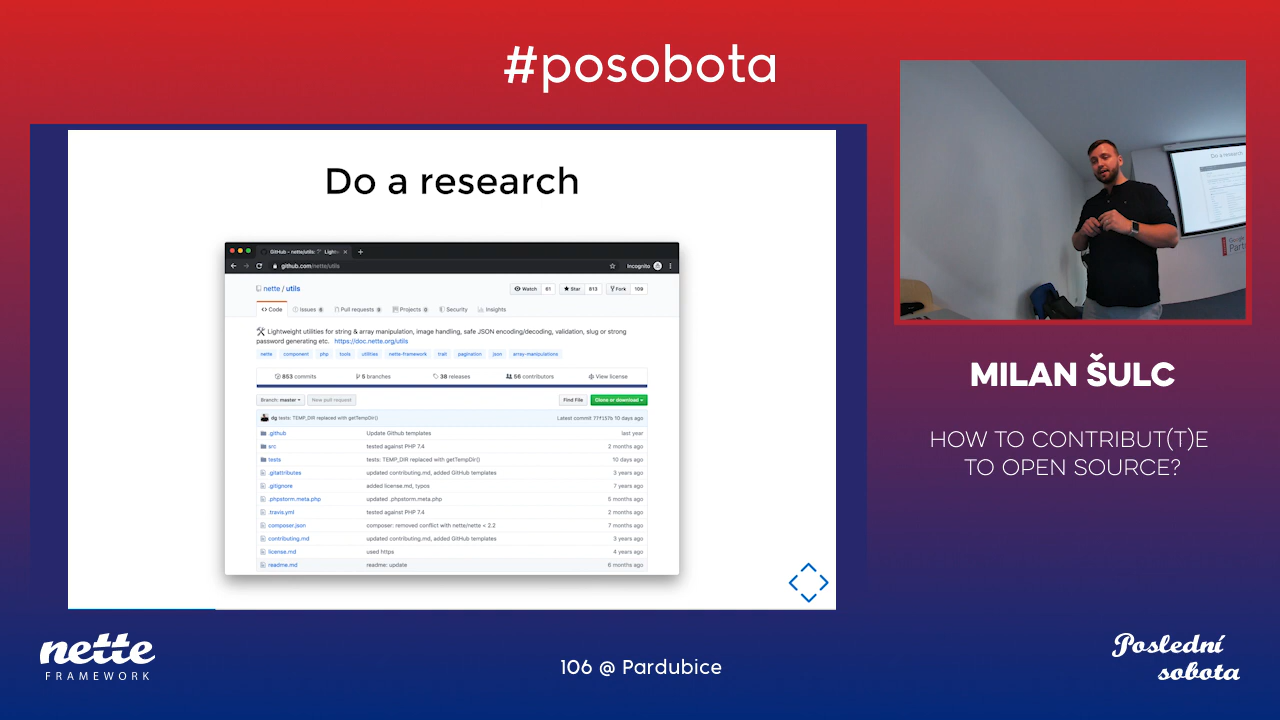 #posobota
Do a research
GitHub - nette/utils:
github.com/nette/utils
Incognito
nette / utils
Watch 61
Star 813
Fork 109
Code
Issues 6
Pull requests 9
Projects 0
Security
Insights
Lightweight utilities for string & array manipulation, image handling, safe JSON encoding/decoding, validation, slug or strong
password generating etc. https://doc.nette.org/utils
nette component php tools utilities nette-framework trait pagination json array-manipulations
853 commits
5 branches
38 releases
56 contributors
View license
Branch: master
New pull request
Find File
Clone or download
dg tests: TEMP_DIR replaced with getTempDir()
Latest commit 77f157b 10 days ago
.github Update Github templates last year
src tested against PHP 7.4 2 months ago
tests tests: TEMP_DIR replaced with getTempDir() 10 days ago
.gitattributes updated contributing.md, added GitHub templates 3 years ago
.gitignore added license.md, typos 7 years ago
.phpstorm.meta.php updated .phpstorm.meta.php 5 months ago
.travis.yml tested against PHP 7.4 2 months ago
composer.json composer: removed conflict with nette/nette < 2.2 7 months ago
contributing.md updated contributing.md, added GitHub templates 3 years ago
license.md used https 4 years ago
readme.md readme: update 6 months ago
Do a research
MILAN ŠULC
HOW TO CONTRIBUT(T)E
TO OPEN SOURCE?
nette
FRAMEWORK
106 @ Pardubice
Poslední
sobota